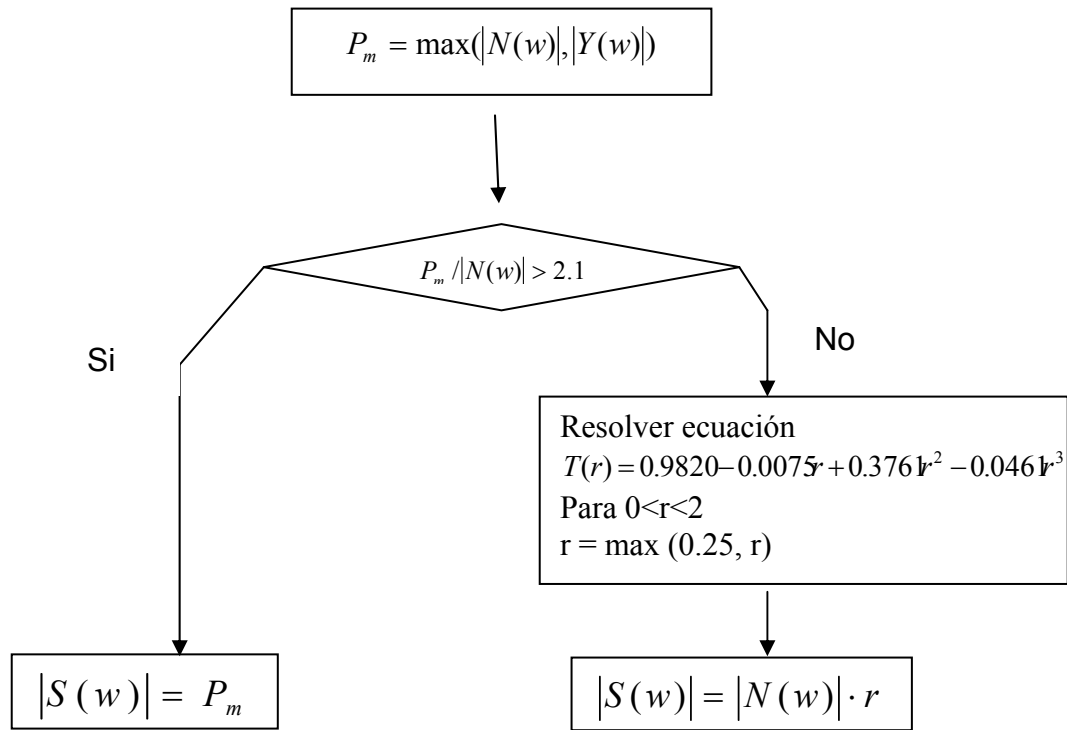 P_m = max(|N(w)|,|Y(w)|)
P_m /|N(w)| > 2.1
Si
No
Resolver ecuación
T(r) = 0.9820−0.0075r + 0.3761r² − 0.0461r³
Para 0<r<2
r = max (0.25, r)
|S(w)| = P_m
|S(w)| = |N(w)| · r